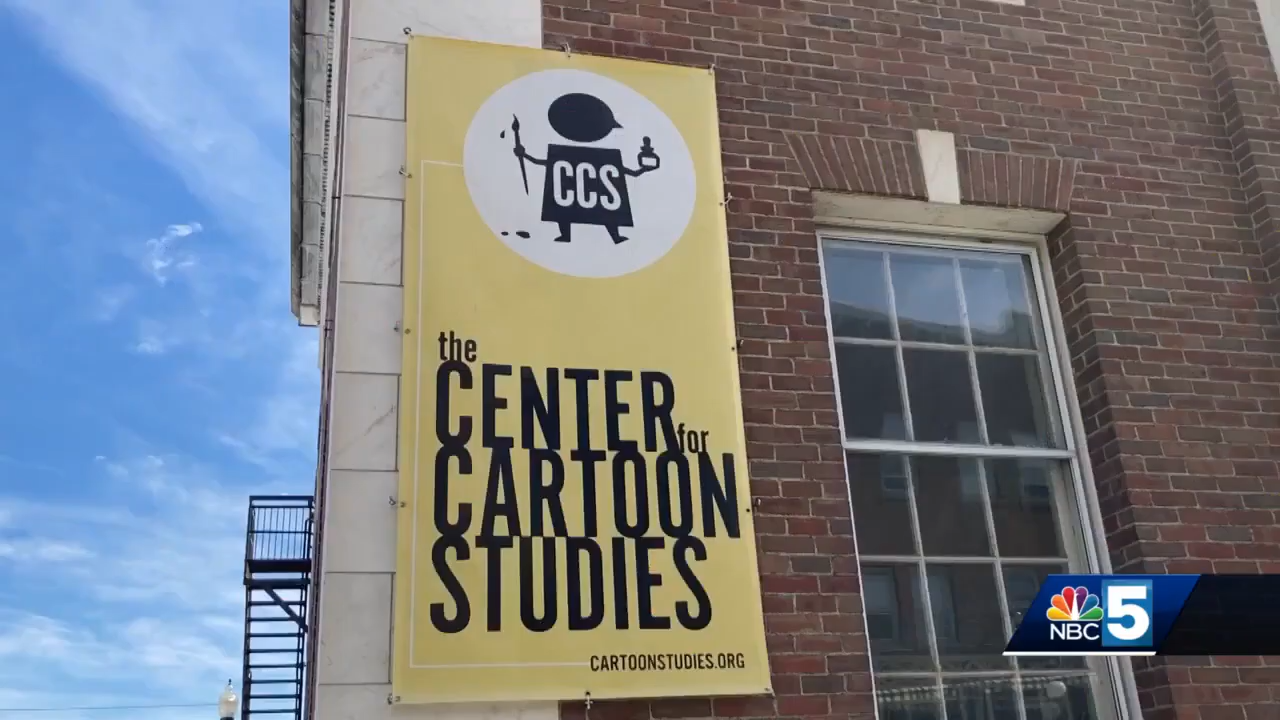 CCS
the
CENTER
for
CARTOON
STUDIES
CARTOONSTUDIES.ORG
NBC 5